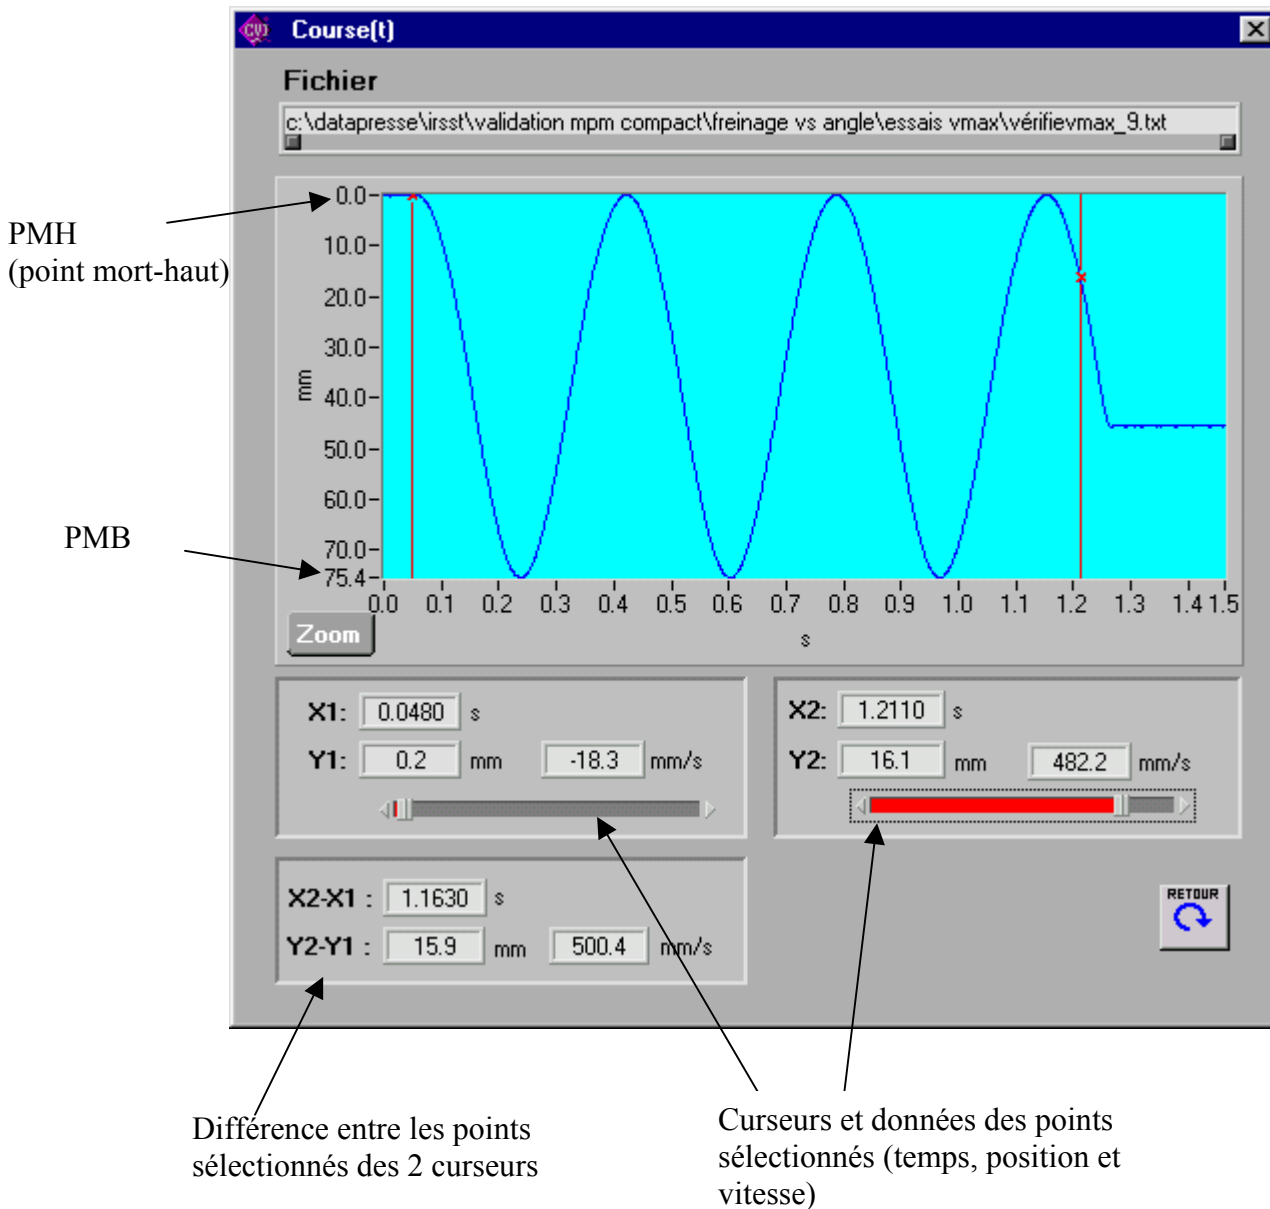 CVI Course(t)
Fichier
c:\datapresse\irsst\validation mpm compact\freinage vs angle\essais vmax\vérifievmax_9.txt
PMH
(point mort-haut)
PMB
0.0
10.0
20.0
30.0
40.0
50.0
60.0
70.0
75.4
mm
0.0 0.1 0.2 0.3 0.4 0.5 0.6 0.7 0.8 0.9 1.0 1.1 1.2 1.3 1.4 1.5
s
Zoom
X1: 0.0480 s
Y1: 0.2 mm -18.3 mm/s
X2: 1.2110 s
Y2: 16.1 mm 482.2 mm/s
X2-X1 : 1.1630 s
Y2-Y1 : 15.9 mm 500.4 mm/s
RETOUR
Différence entre les points
sélectionnés des 2 curseurs
Curseurs et données des points
sélectionnés (temps, position et
vitesse)